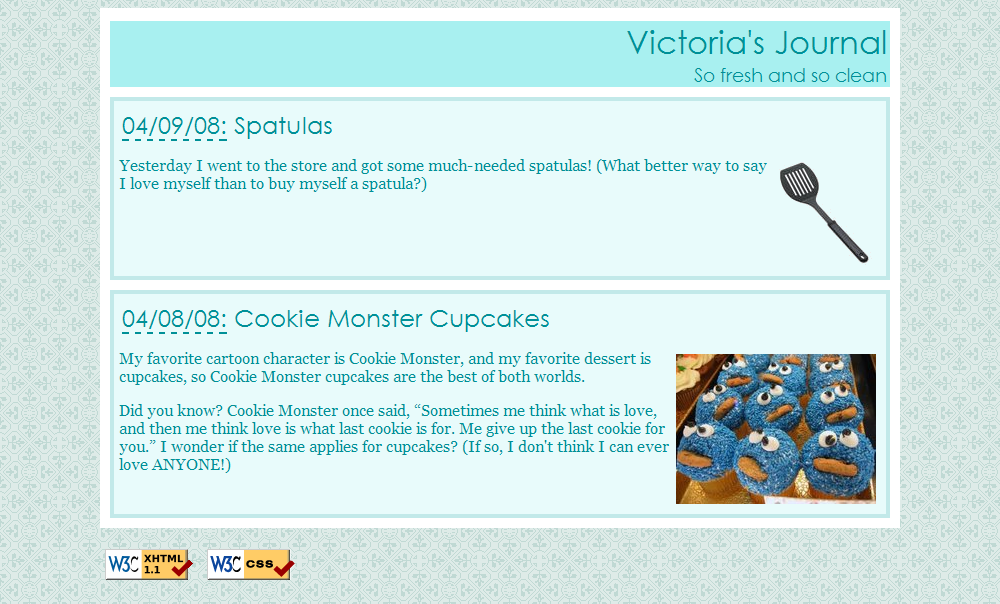 Victoria's Journal
So fresh and so clean
04/09/08: Spatulas
Yesterday I went to the store and got some much-needed spatulas! (What better way to say
I love myself than to buy myself a spatula?)
04/08/08: Cookie Monster Cupcakes
My favorite cartoon character is Cookie Monster, and my favorite dessert is
cupcakes, so Cookie Monster cupcakes are the best of both worlds.
Did you know? Cookie Monster once said, “Sometimes me think what is love,
and then me think love is what last cookie is for. Me give up the last cookie for
you.” I wonder if the same applies for cupcakes? (If so, I don't think I can ever
love ANYONE!)
W3C XHTML 1.1
W3C CSS